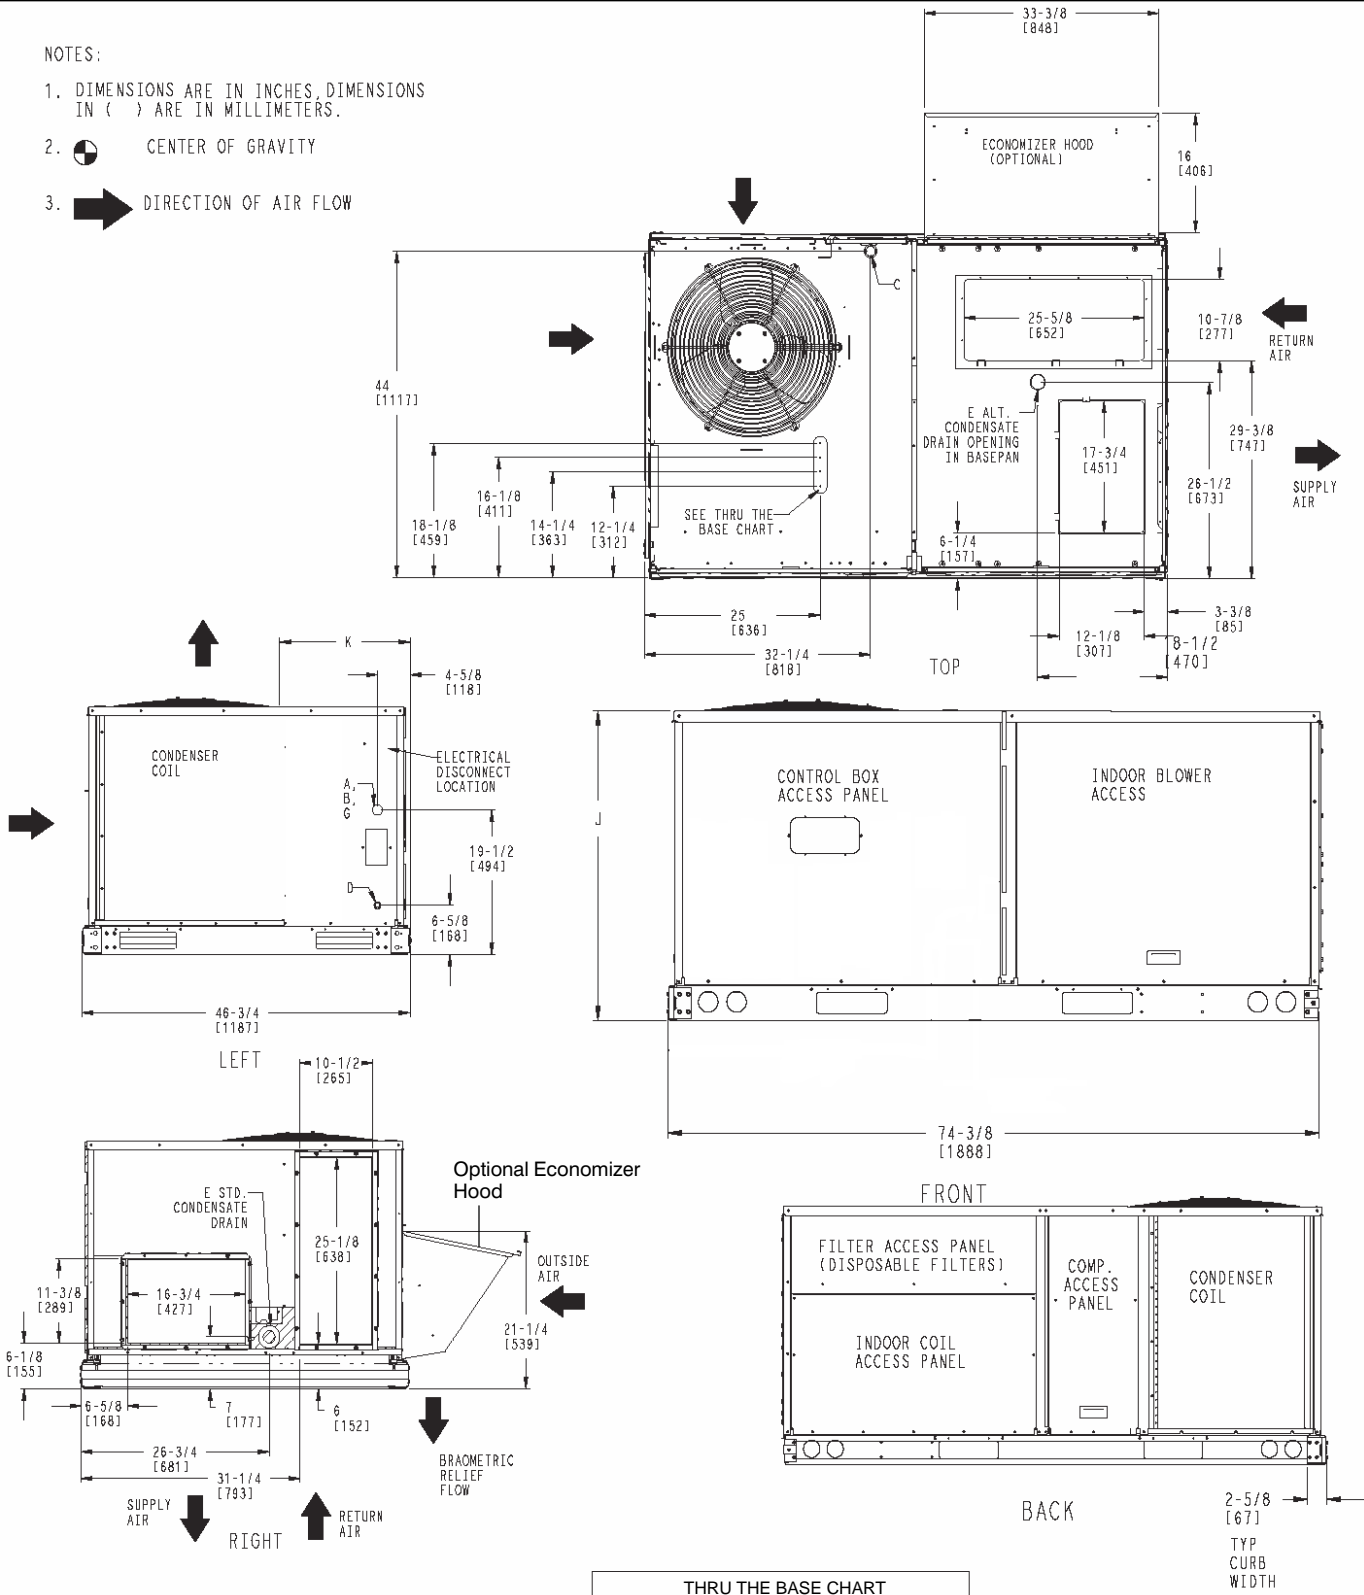 NOTES:
1. DIMENSIONS ARE IN INCHES, DIMENSIONS
IN ( ) ARE IN MILLIMETERS.
2. CENTER OF GRAVITY
3. DIRECTION OF AIR FLOW
33-3/8
[848]
ECONOMIZER HOOD
(OPTIONAL)
16
[406]
C
25-5/8
[652]
10-7/8
[277]
RETURN
AIR
44
[1117]
E ALT.
CONDENSATE
DRAIN OPENING
IN BASEPAN
17-3/4
[451]
29-3/8
[747]
26-1/2
[673]
SUPPLY
AIR
18-1/8
[459]
16-1/8
[411]
14-1/4
[363]
12-1/4
[312]
SEE THRU THE
BASE CHART
6-1/4
[157]
25
[636]
32-1/4
[818]
12-1/8
[307]
3-3/8
[85]
8-1/2
[470]
TOP
K
4-5/8
[118]
CONDENSER
COIL
ELECTRICAL
DISCONNECT
LOCATION
A,
B,
G
D
19-1/2
[494]
6-5/8
[168]
46-3/4
[1187]
LEFT
CONTROL BOX
ACCESS PANEL
INDOOR BLOWER
ACCESS
J
74-3/8
[1888]
FRONT
10-1/2
[265]
Optional Economizer
Hood
E STD.
CONDENSATE
DRAIN
25-1/8
[638]
OUTSIDE
AIR
11-3/8
[289]
16-3/4
[427]
21-1/4
[539]
6-1/8
[155]
6-5/8
[168]
7
[177]
6
[152]
26-3/4
[681]
31-1/4
[793]
BRAOMETRIC
RELIEF
FLOW
SUPPLY
AIR
RETURN
AIR
RIGHT
FILTER ACCESS PANEL
(DISPOSABLE FILTERS)
INDOOR COIL
ACCESS PANEL
COMP.
ACCESS
PANEL
CONDENSER
COIL
BACK
2-5/8
[67]
TYP
CURB
WIDTH
THRU THE BASE CHART